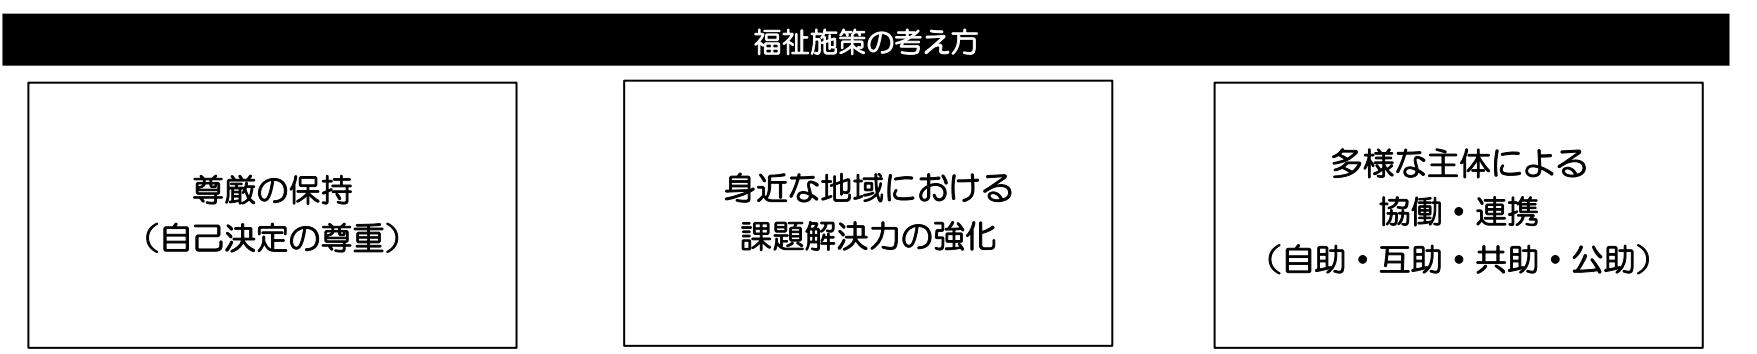 福祉施策の考え方
尊厳の保持
（自己決定の尊重）
身近な地域における
課題解決力の強化
多様な主体による
協働・連携
（自助・互助・共助・公助）